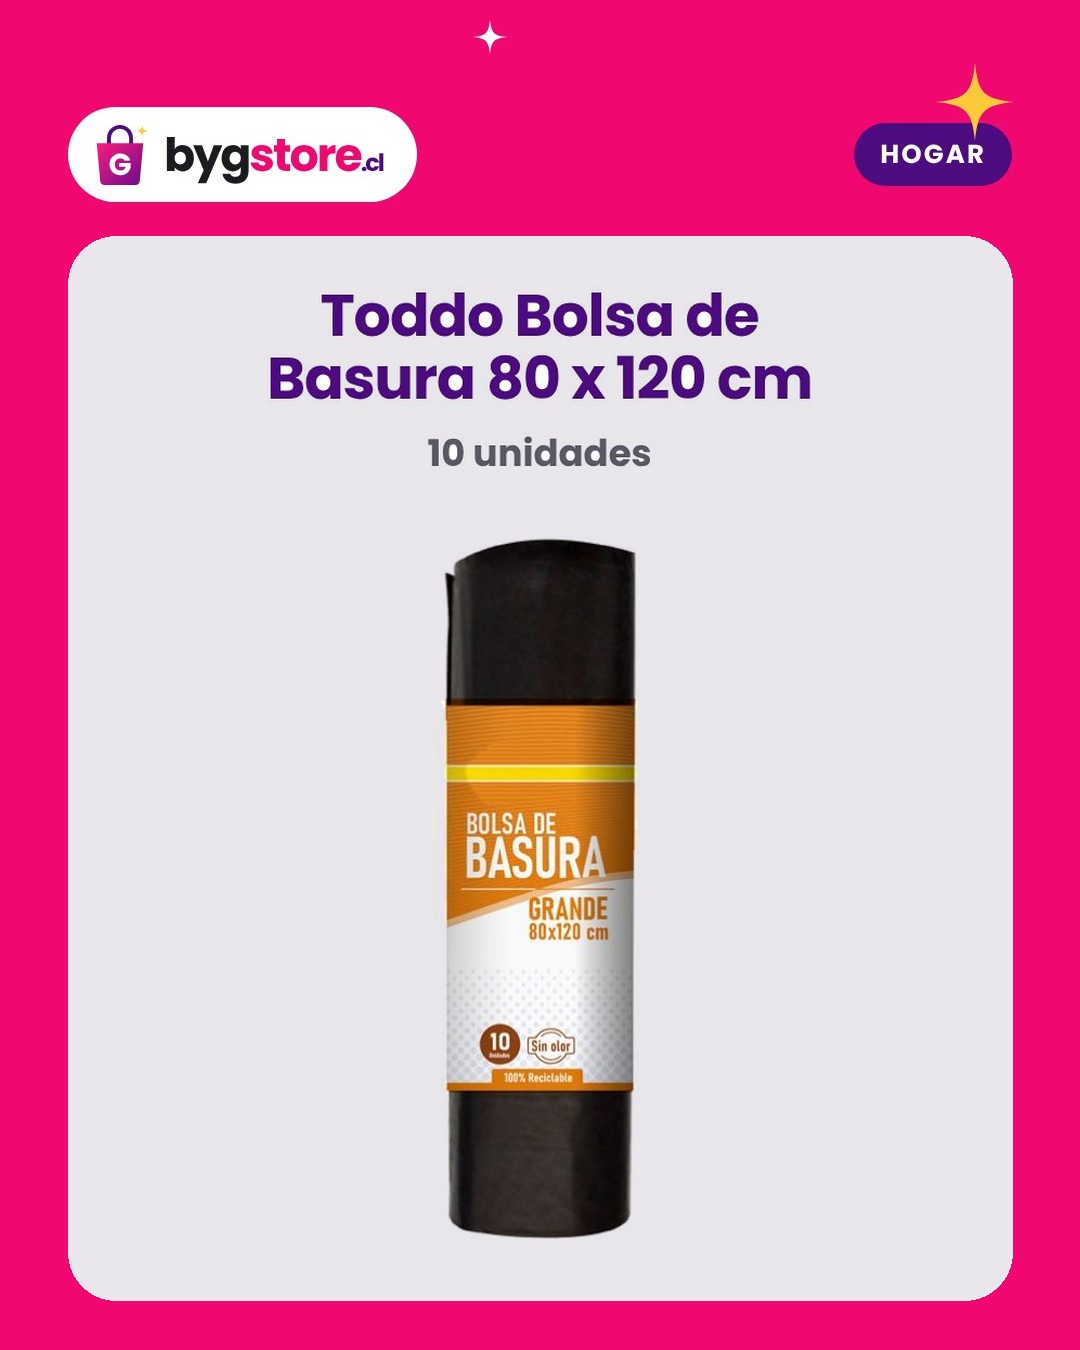 G bygstore.cl
HOGAR
Toddo Bolsa de
Basura 80 x 120 cm
10 unidades
BOLSA DE
BASURA
GRANDE
80x120 cm
10
Unidades
Sin olor
100% Reciclable